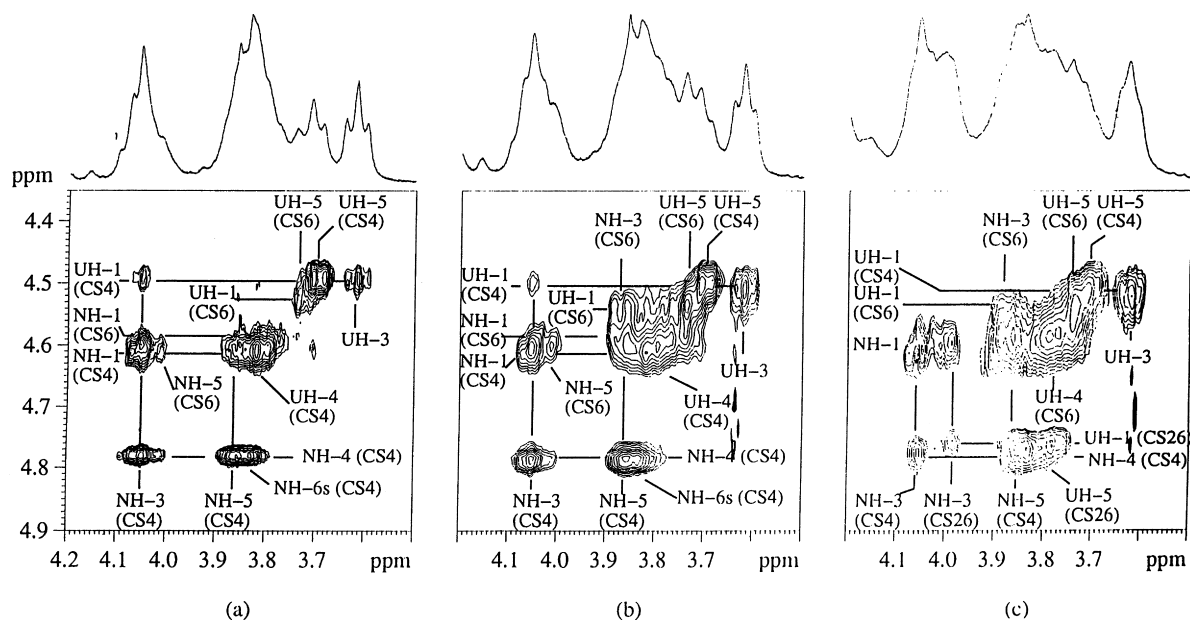 ppm
4.4
4.5
4.6
4.7
4.8
4.9
UH-5
(CS6)
UH-5
(CS4)
UH-1
(CS4)
UH-1
(CS6)
NH-1
(CS6)
NH-1
(CS4)
NH-5
(CS6)
UH-3
UH-4
(CS4)
NH-4 (CS4)
NH-6s (CS4)
NH-3
(CS4)
NH-5
(CS4)
4.2 4.1 4.0 3.9 3.8 3.7 ppm
(a)
UH-5
(CS6)
UH-5
(CS4)
NH-3
(CS6)
UH-1
(CS4)
UH-1
(CS6)
NH-1
(CS6)
NH-1
(CS4)
NH-5
(CS6)
UH-3
UH-4
(CS4)
NH-4 (CS4)
NH-6s (CS4)
NH-3
(CS4)
NH-5
(CS4)
4.1 4.0 3.9 3.8 3.7 ppm
(b)
UH-5
(CS6)
UH-5
(CS4)
NH-3
(CS6)
UH-1
(CS4)
UH-1
(CS6)
NH-1
UH-3
UH-4
(CS6)
UH-1 (CS26)
NH-4 (CS4)
NH-3
(CS4)
NH-3
(CS26)
NH-5
(CS4)
UH-5
(CS26)
4.1 4.0 3.9 3.8 3.7 ppm
(c)